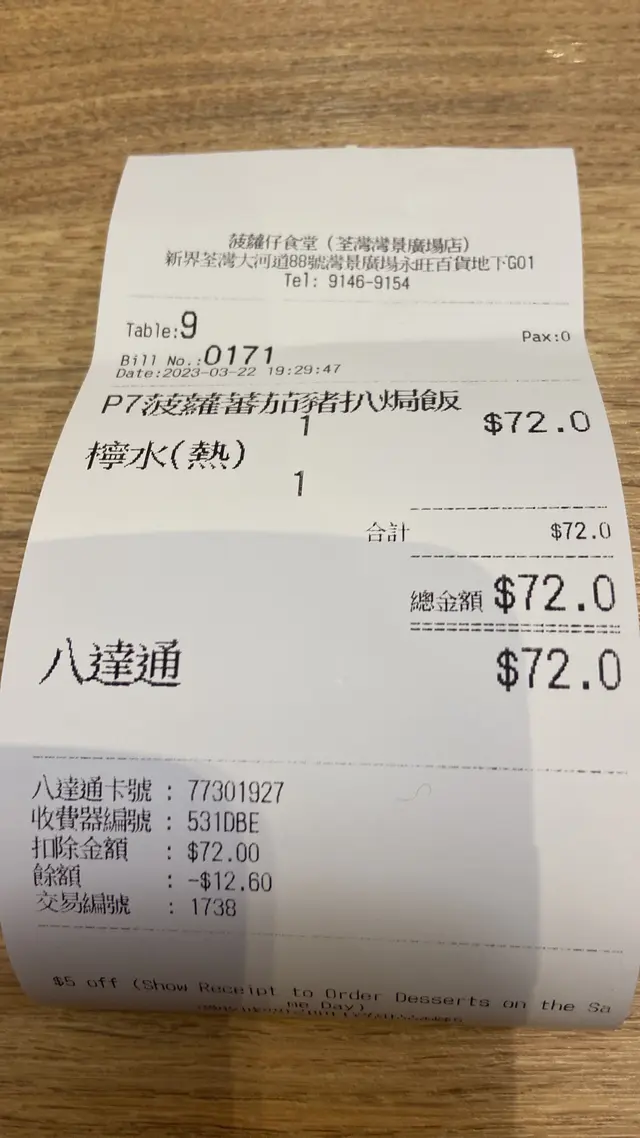 菠蘿仔食堂 (荃灣灣景廣場店)
新界荃灣大河道88號灣景廣場永旺百貨地下G01
Tel: 9146-9154
Table:9
Pax:0
Bill No.:0171
Date:2023-03-22 19:29:47
P7菠蘿蕃茄豬扒焗飯
1 $72.0
檸水(熱)
1
合計 $72.0
總金額 $72.0
八達通 $72.0
八達通卡號 : 77301927
收費器編號 : 531DBE
扣除金額 : $72.00
餘額 : -$12.60
交易編號 : 1738
$5 off (Show Receipt to Order Desserts on the Sa
me Day)